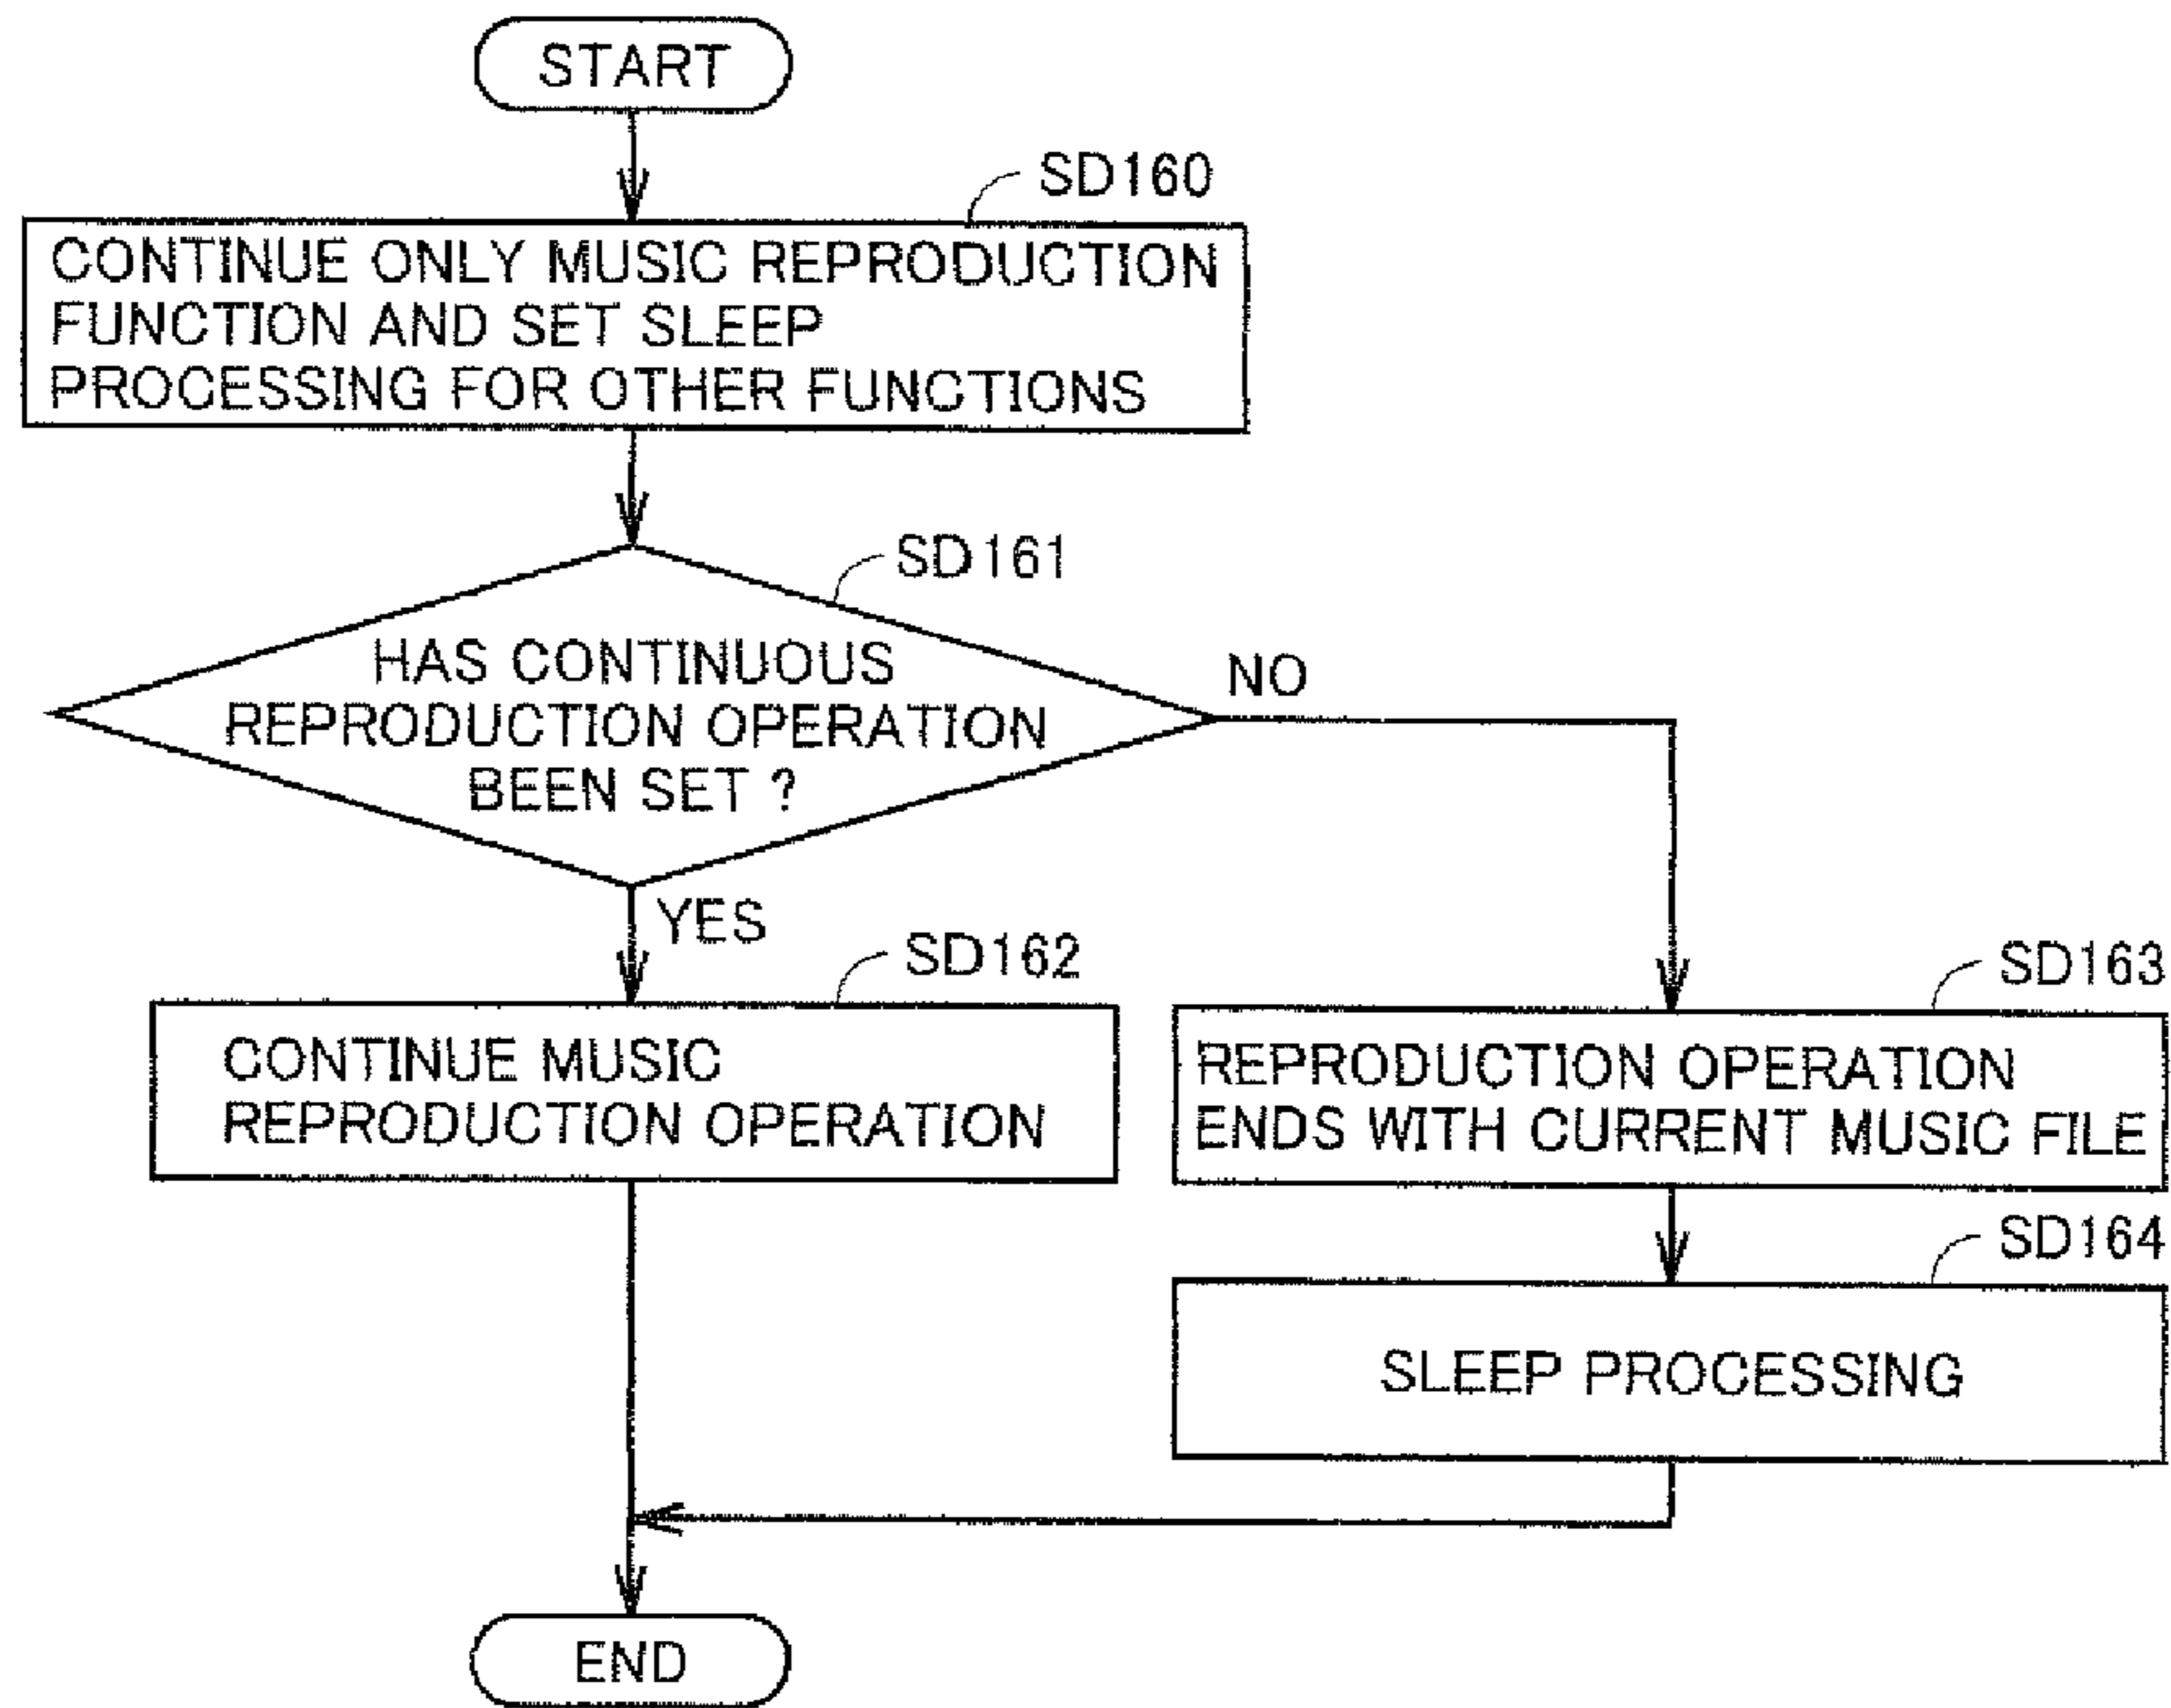 START
SD160
CONTINUE ONLY MUSIC REPRODUCTION
FUNCTION AND SET SLEEP
PROCESSING FOR OTHER FUNCTIONS
SD161
HAS CONTINUOUS
REPRODUCTION OPERATION
BEEN SET ?
NO
YES
SD162
CONTINUE MUSIC
REPRODUCTION OPERATION
SD163
REPRODUCTION OPERATION
ENDS WITH CURRENT MUSIC FILE
SD164
SLEEP PROCESSING
END